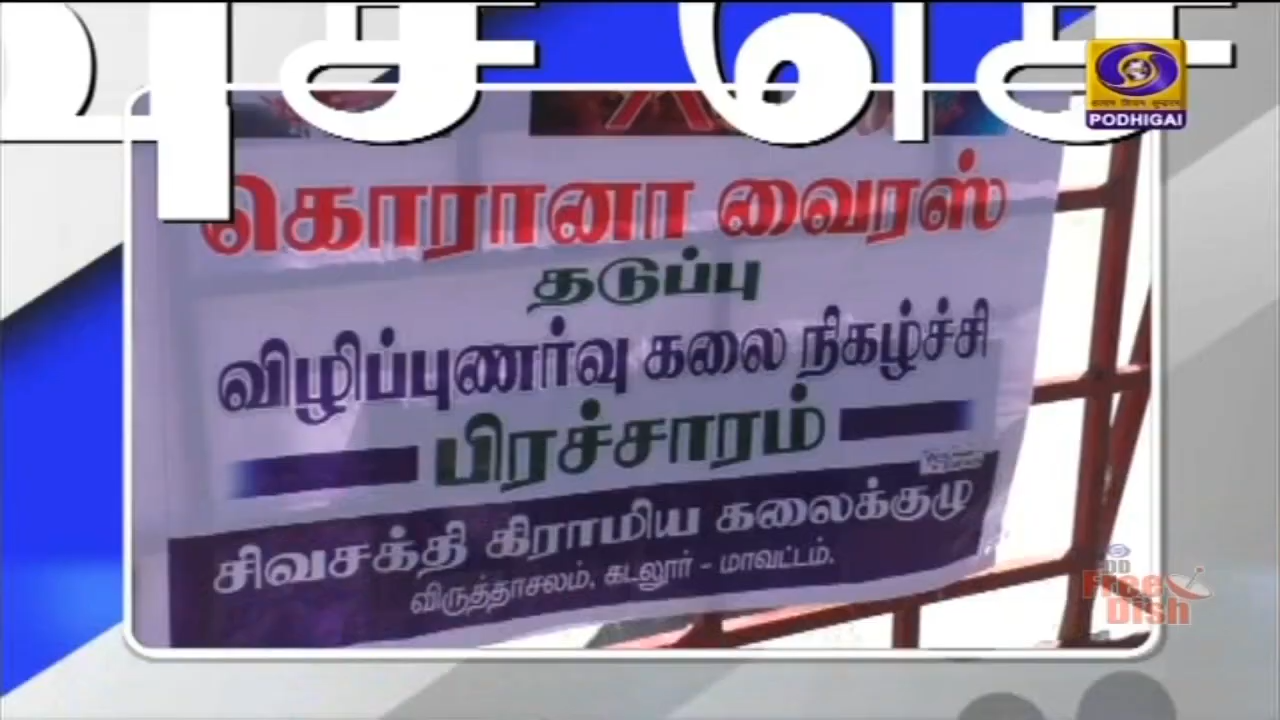 PODHIGAI
கொரானா வைரஸ்
தடுப்பு
விழிப்புணர்வு கலை நிகழ்ச்சி
பிரச்சாரம்
சிவசக்தி கிராமிய கலைக்குழு
விருத்தாசலம், கடலூர் - மாவட்டம்.
DD
Free
Dish